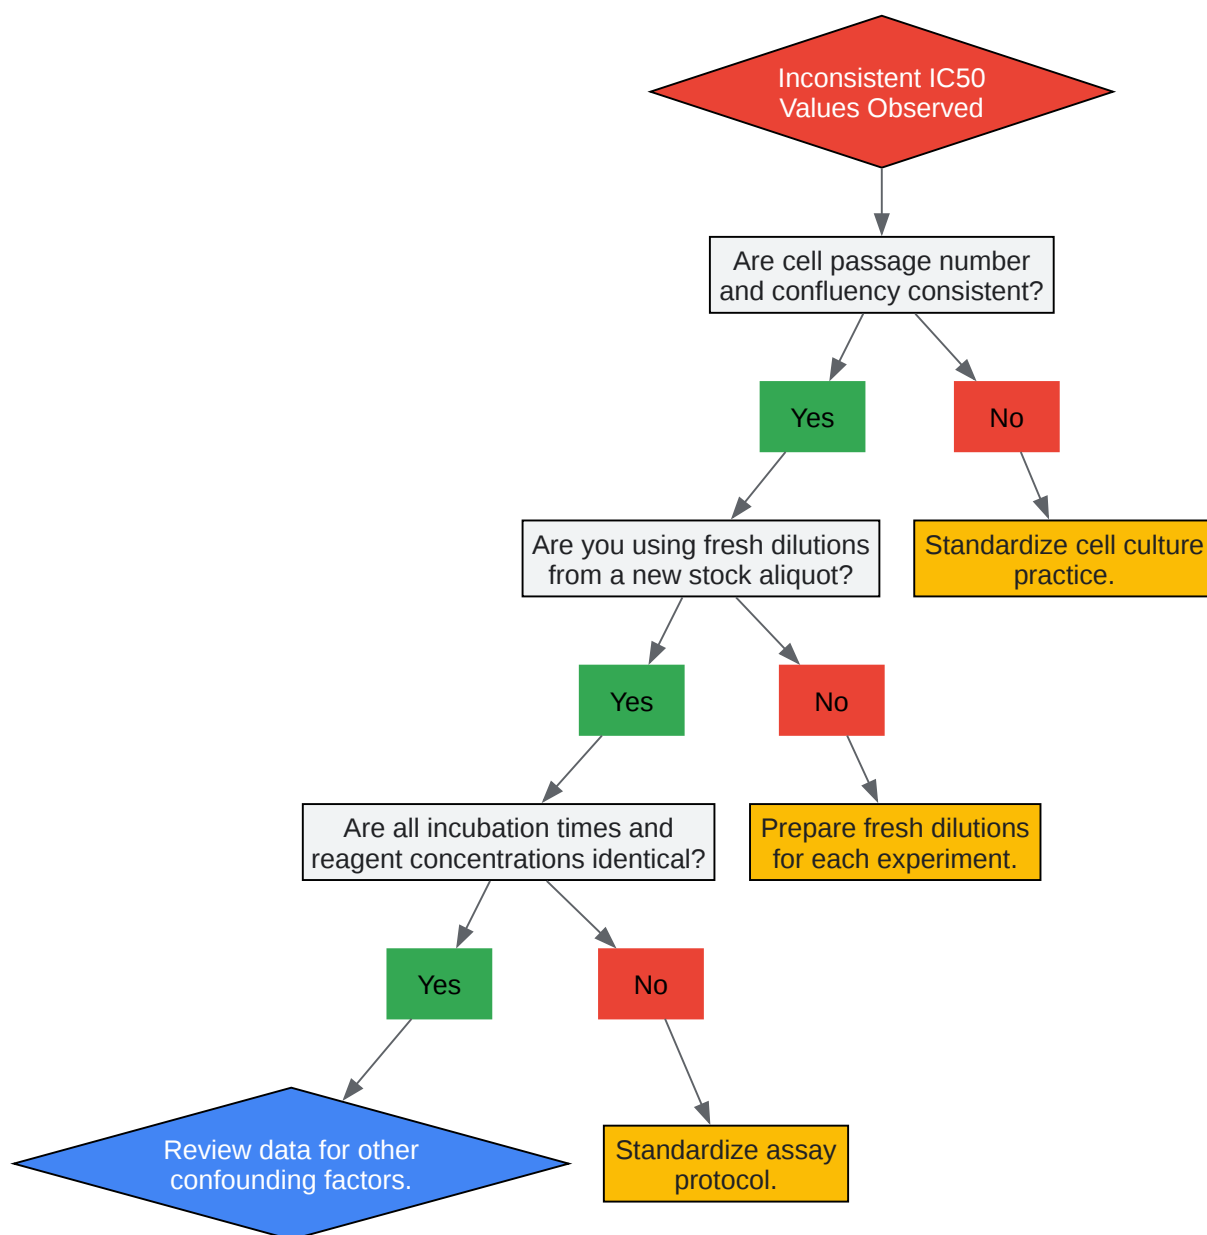 Inconsistent IC50
Values Observed
Are cell passage number
and confluency consistent?
Yes
No
Are you using fresh dilutions
from a new stock aliquot?
Standardize cell culture
practice.
Yes
No
Are all incubation times and
reagent concentrations identical?
Prepare fresh dilutions
for each experiment.
Yes
No
Review data for other
confounding factors.
Standardize assay
protocol.